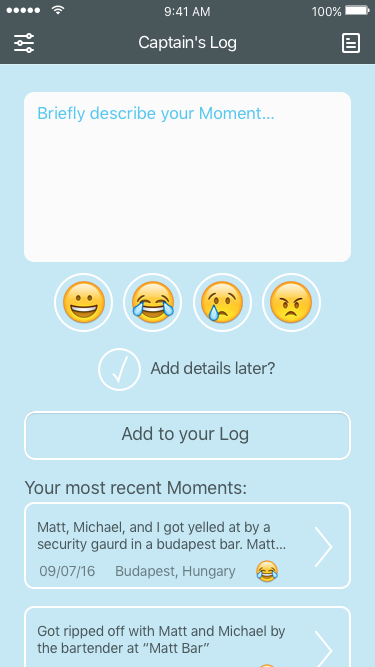 9:41 AM
100%
Captain's Log
Briefly describe your Moment...
Add details later?
Add to your Log
Your most recent Moments:
Matt, Michael, and I got yelled at by a
security gaurd in a budapest bar. Matt...
09/07/16 Budapest, Hungary
Got ripped off with Matt and Michael by
the bartender at “Matt Bar”